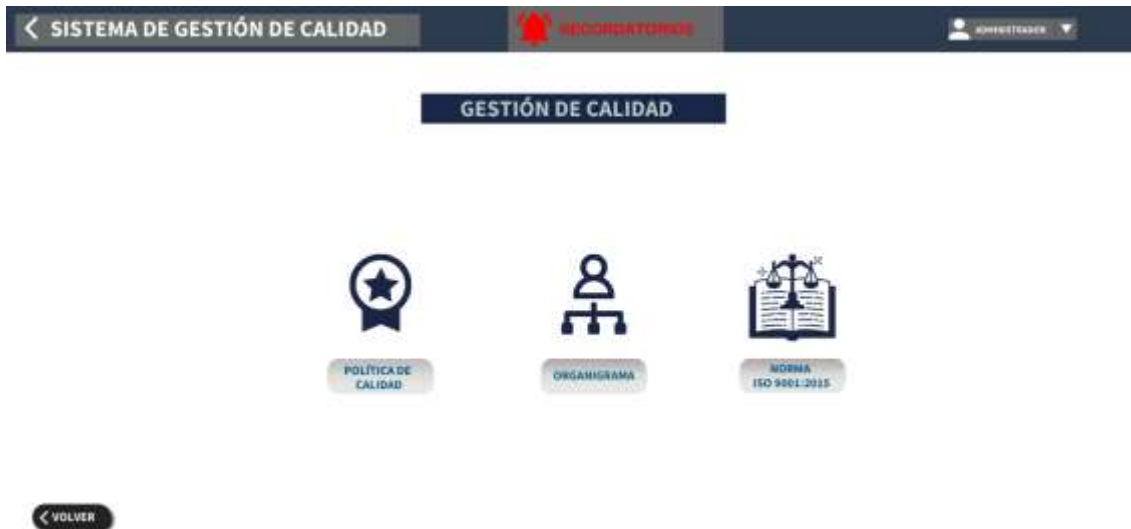 SISTEMA DE GESTIÓN DE CALIDAD
RECORDATORIOS
ADMINISTRADOR
GESTIÓN DE CALIDAD
POLÍTICA DE
CALIDAD
ORGANIGRAMA
NORMA
ISO 9001:2015
VOLVER